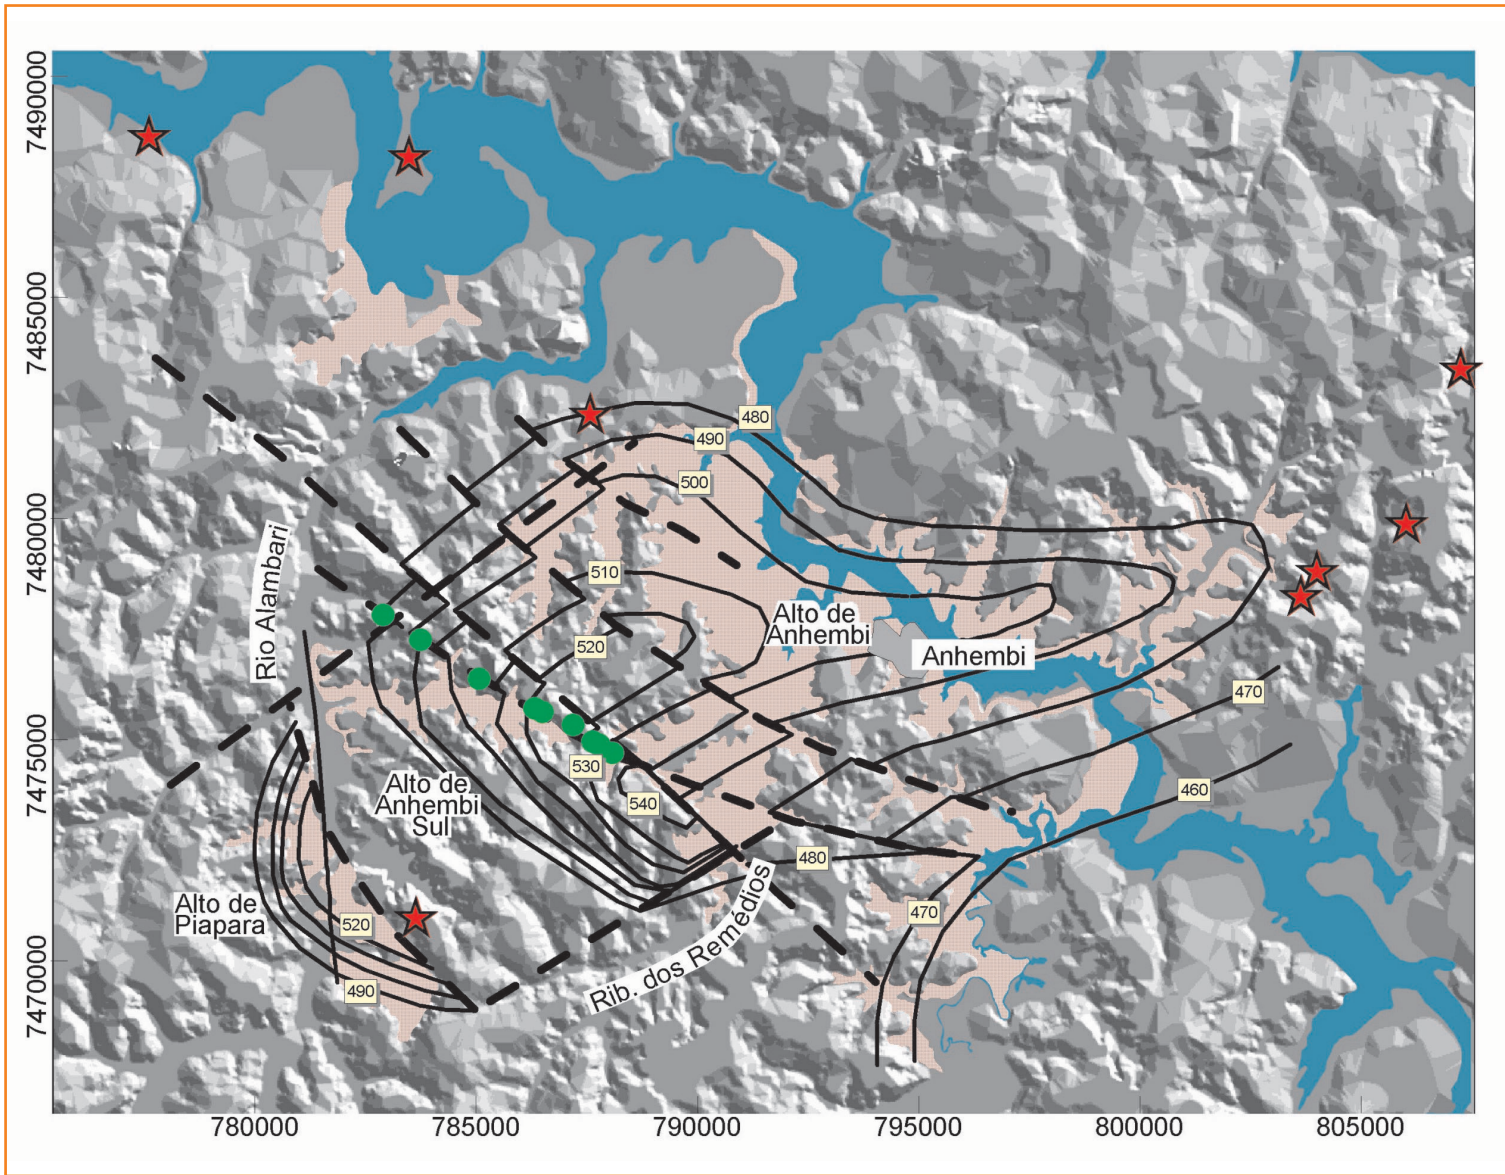 7490000
7485000
7480000
7475000
7470000
480
490
500
510
520
530
540
Rio Alambari
Alto de
Anhembi
Anhembi
470
460
Alto de
Anhembi
Sul
480
470
Alto de
Piapara
520
490
Rib. dos Remédios
780000
785000
790000
795000
800000
805000